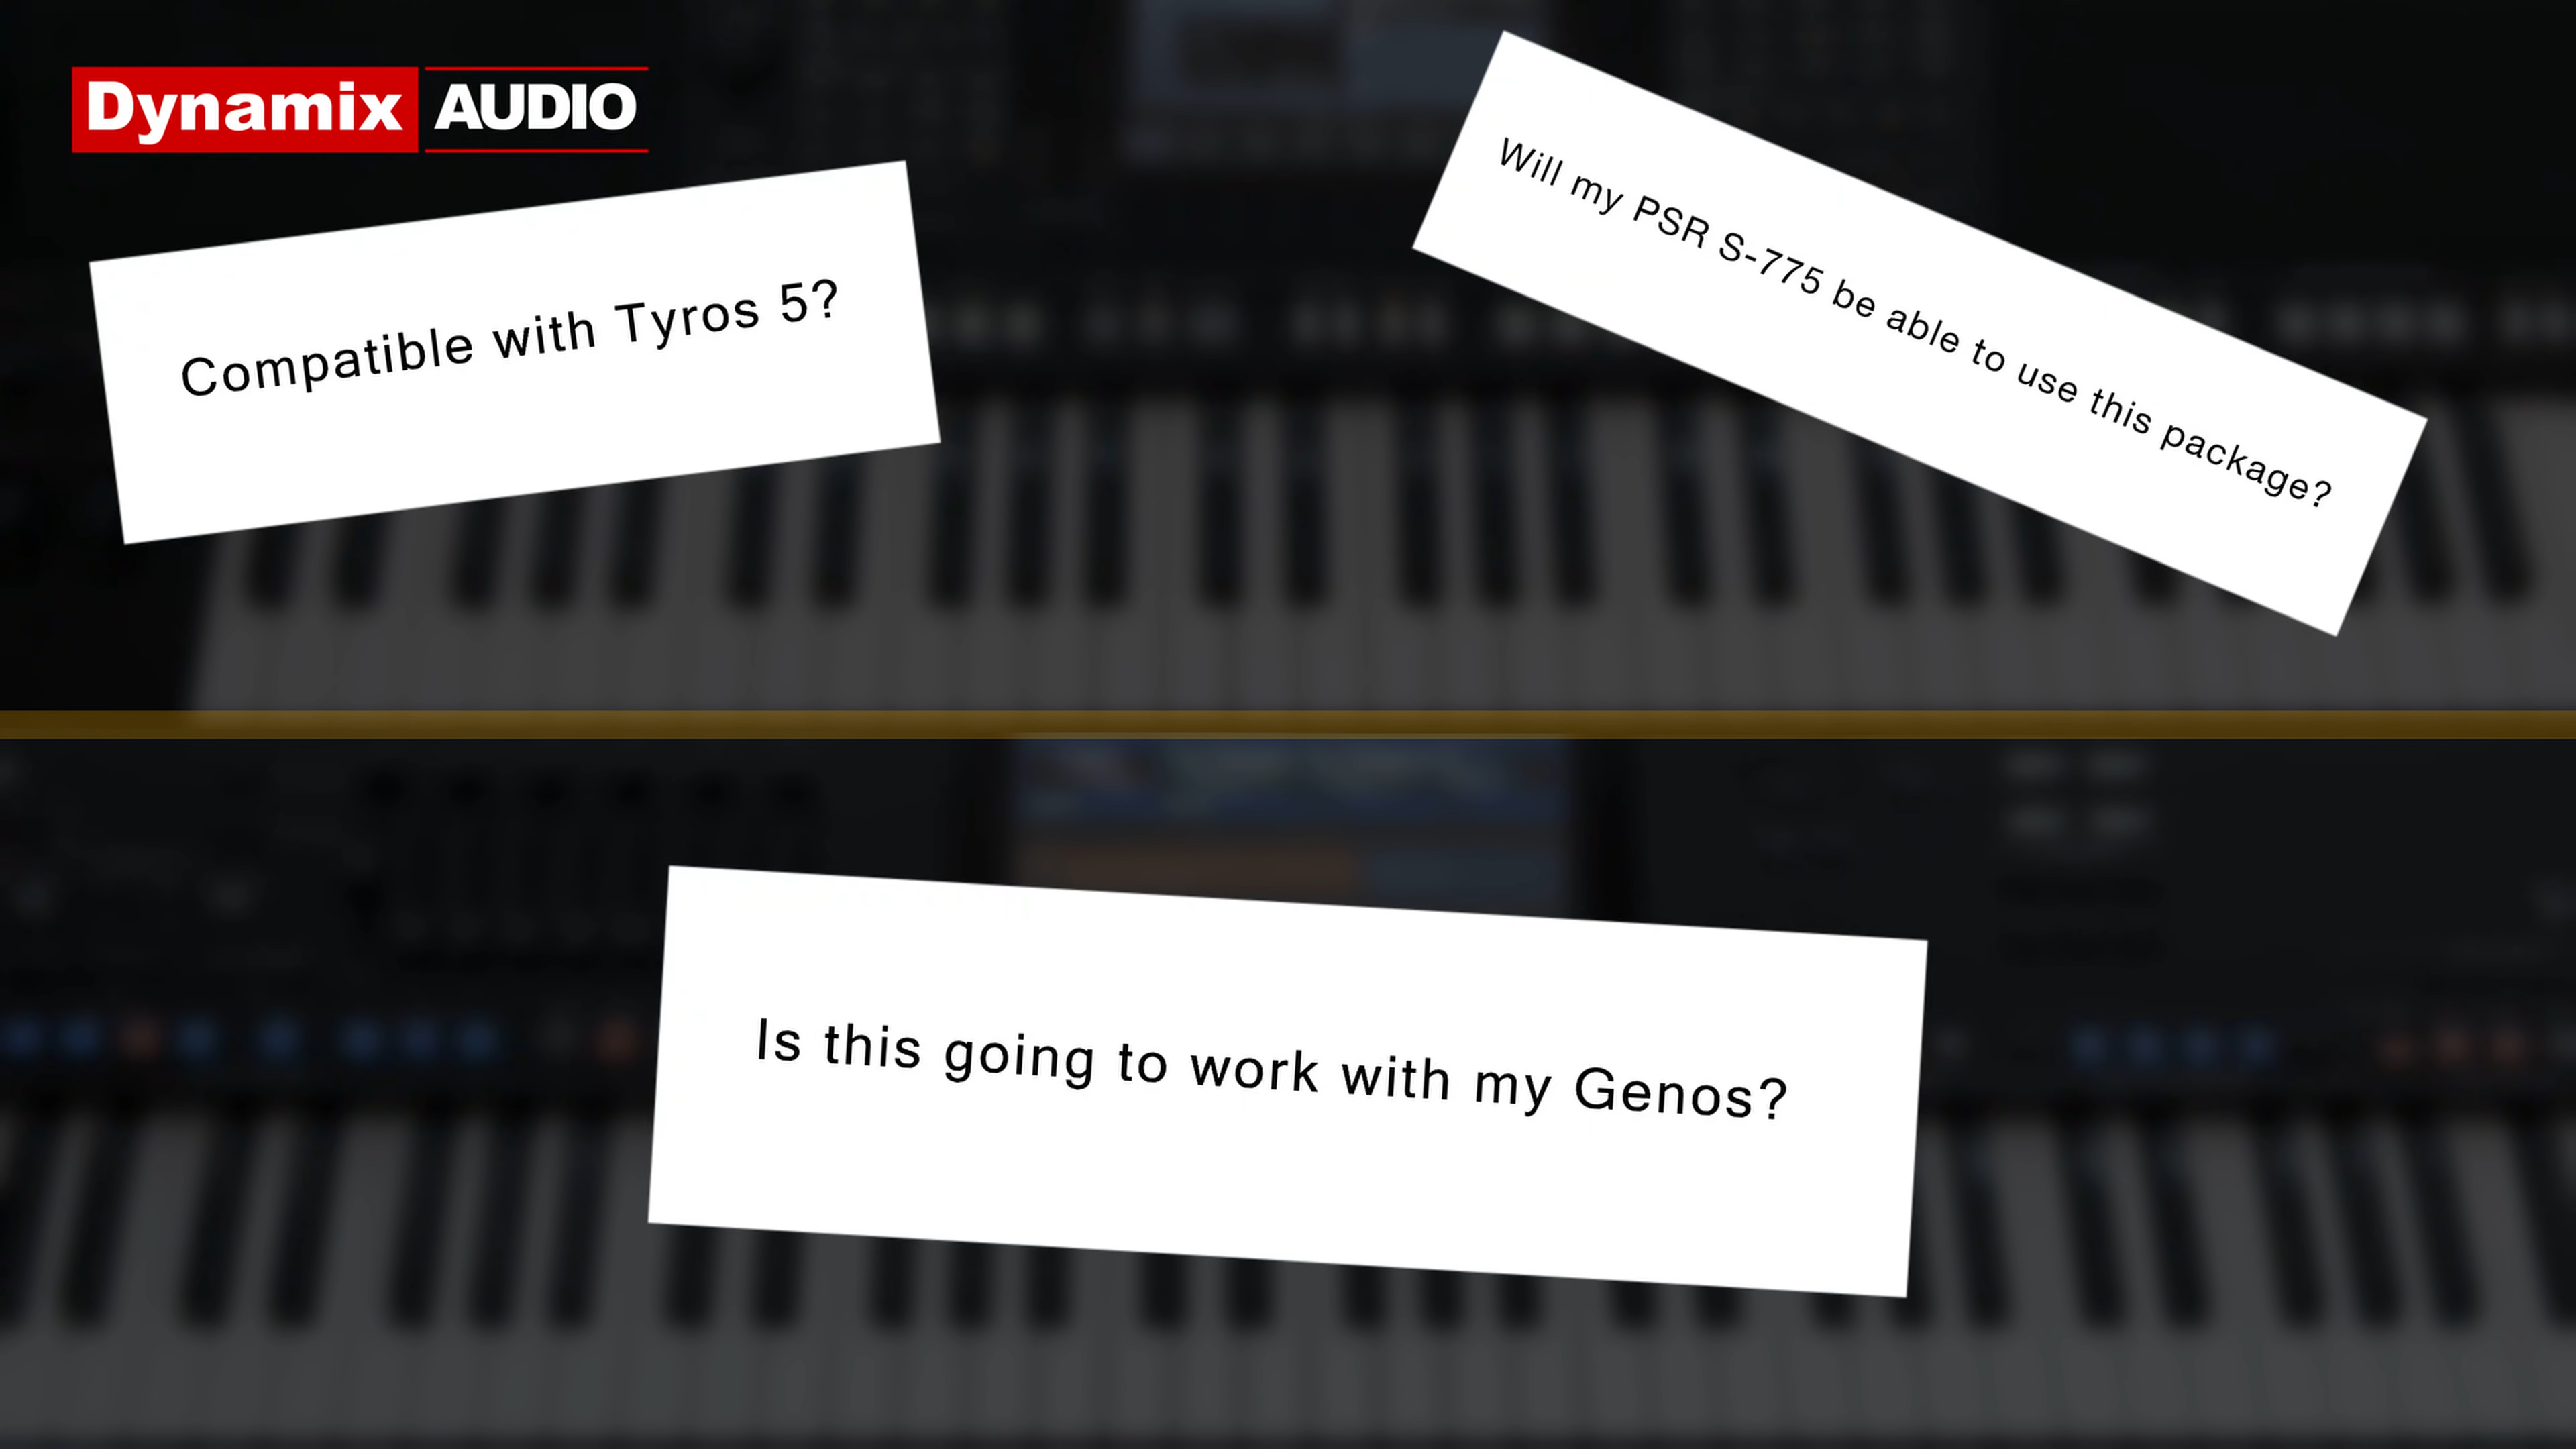 Dynamix AUDIO
Compatible with Tyros 5?
Will my PSR S-775 be able to use this package?
Is this going to work with my Genos?